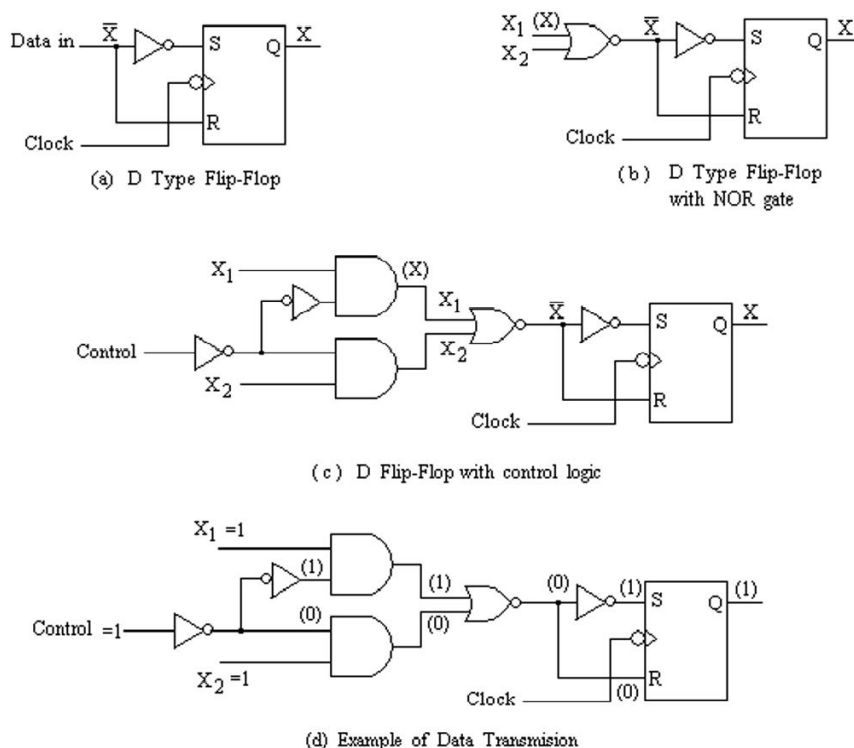 Data in X̅ S Q X
R
Clock
(a) D Type Flip-Flop
X1 (X) X̅ S Q X
X2
R
Clock
(b) D Type Flip-Flop
with NOR gate
X1 (X)
X1 X̅ S Q X
Control X2
X2 R
Clock
(c) D Flip-Flop with control logic
X1 =1
(1) (1) (0) (1) S Q (1)
Control =1 (0) (0)
X2 =1 R
Clock (0)
(d) Example of Data Transmision